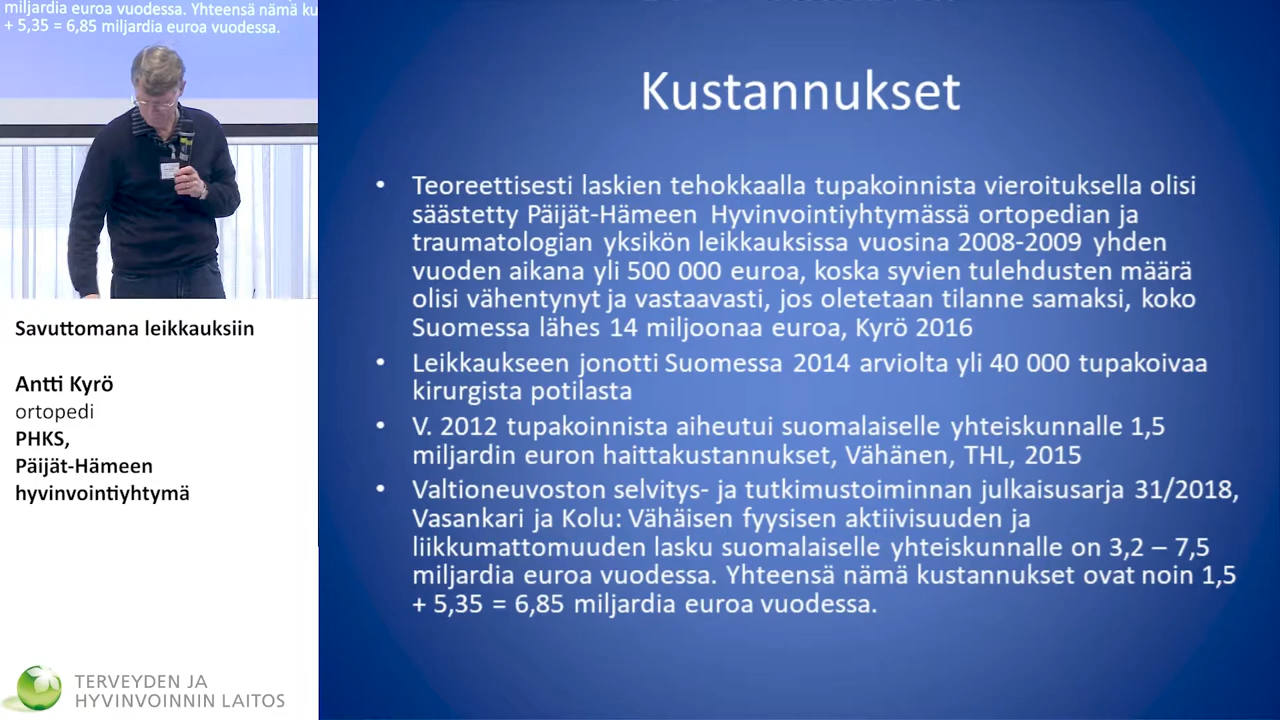 miljardia euroa vuodessa. Yhteensä nämä ku
+ 5,35 = 6,85 miljardia euroa vuodessa.
Savuttomana leikkauksiin
Antti Kyrö
ortopedi
PHKS,
Päijät-Hämeen
hyvinvointiyhtymä
TERVEYDEN JA
HYVINVOINNIN LAITOS
Kustannukset
• Teoreettisesti laskien tehokkaalla tupakoinnista vieroituksella olisi
säästetty Päijät-Hämeen Hyvinvointiyhtymässä ortopedian ja
traumatologian yksikön leikkauksissa vuosina 2008-2009 yhden
vuoden aikana yli 500 000 euroa, koska syvien tulehdusten määrä
olisi vähentynyt ja vastaavasti, jos oletetaan tilanne samaksi, koko
Suomessa lähes 14 miljoonaa euroa, Kyrö 2016
• Leikkaukseen jonotti Suomessa 2014 arviolta yli 40 000 tupakoivaa
kirurgista potilasta
• V. 2012 tupakoinnista aiheutui suomalaiselle yhteiskunnalle 1,5
miljardin euron haittakustannukset, Vähänen, THL, 2015
• Valtioneuvoston selvitys- ja tutkimustoiminnan julkaisusarja 31/2018,
Vasankari ja Kolu: Vähäisen fyysisen aktiivisuuden ja
liikkumattomuuden lasku suomalaiselle yhteiskunnalle on 3,2 – 7,5
miljardia euroa vuodessa. Yhteensä nämä kustannukset ovat noin 1,5
+ 5,35 = 6,85 miljardia euroa vuodessa.